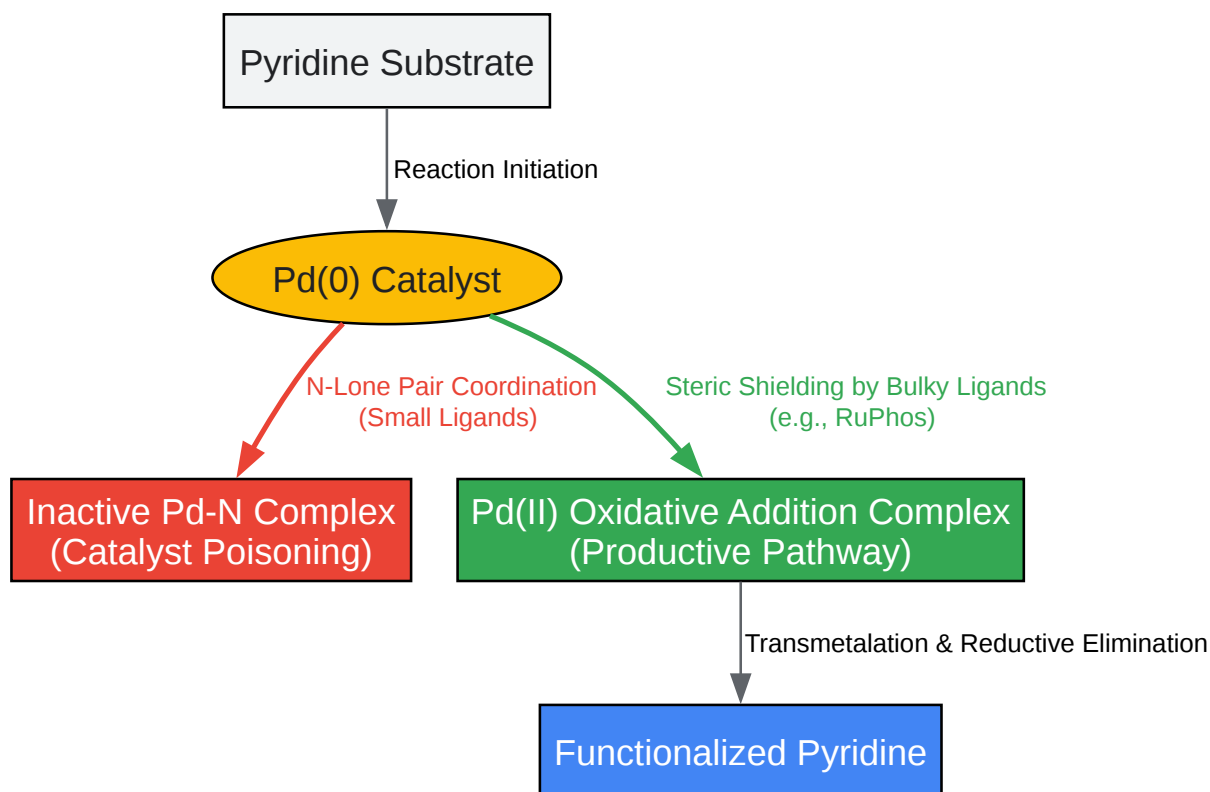 Pyridine Substrate
Reaction Initiation
Pd(0) Catalyst
N-Lone Pair Coordination
(Small Ligands)
Steric Shielding by Bulky Ligands
(e.g., RuPhos)
Inactive Pd-N Complex
(Catalyst Poisoning)
Pd(II) Oxidative Addition Complex
(Productive Pathway)
Transmetalation & Reductive Elimination
Functionalized Pyridine